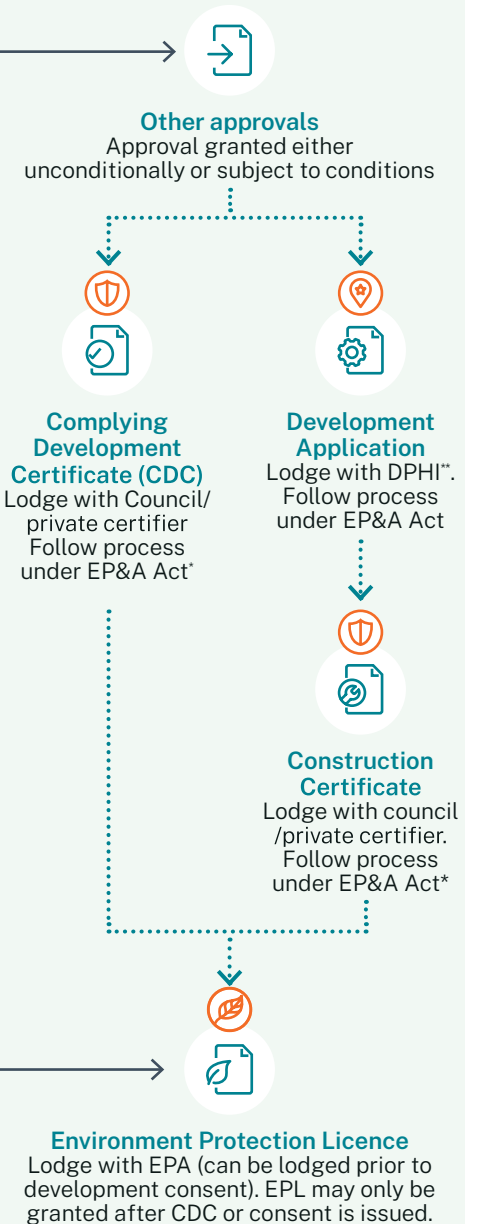 Other approvals
Approval granted either
unconditionally or subject to conditions
Complying
Development
Certificate (CDC)
Lodge with Council/
private certifier
Follow process
under EP&A Act*
Development
Application
Lodge with DPHI**.
Follow process
under EP&A Act
Construction
Certificate
Lodge with council
/private certifier.
Follow process
under EP&A Act*
Environment Protection Licence
Lodge with EPA (can be lodged prior to
development consent). EPL may only be
granted after CDC or consent is issued.